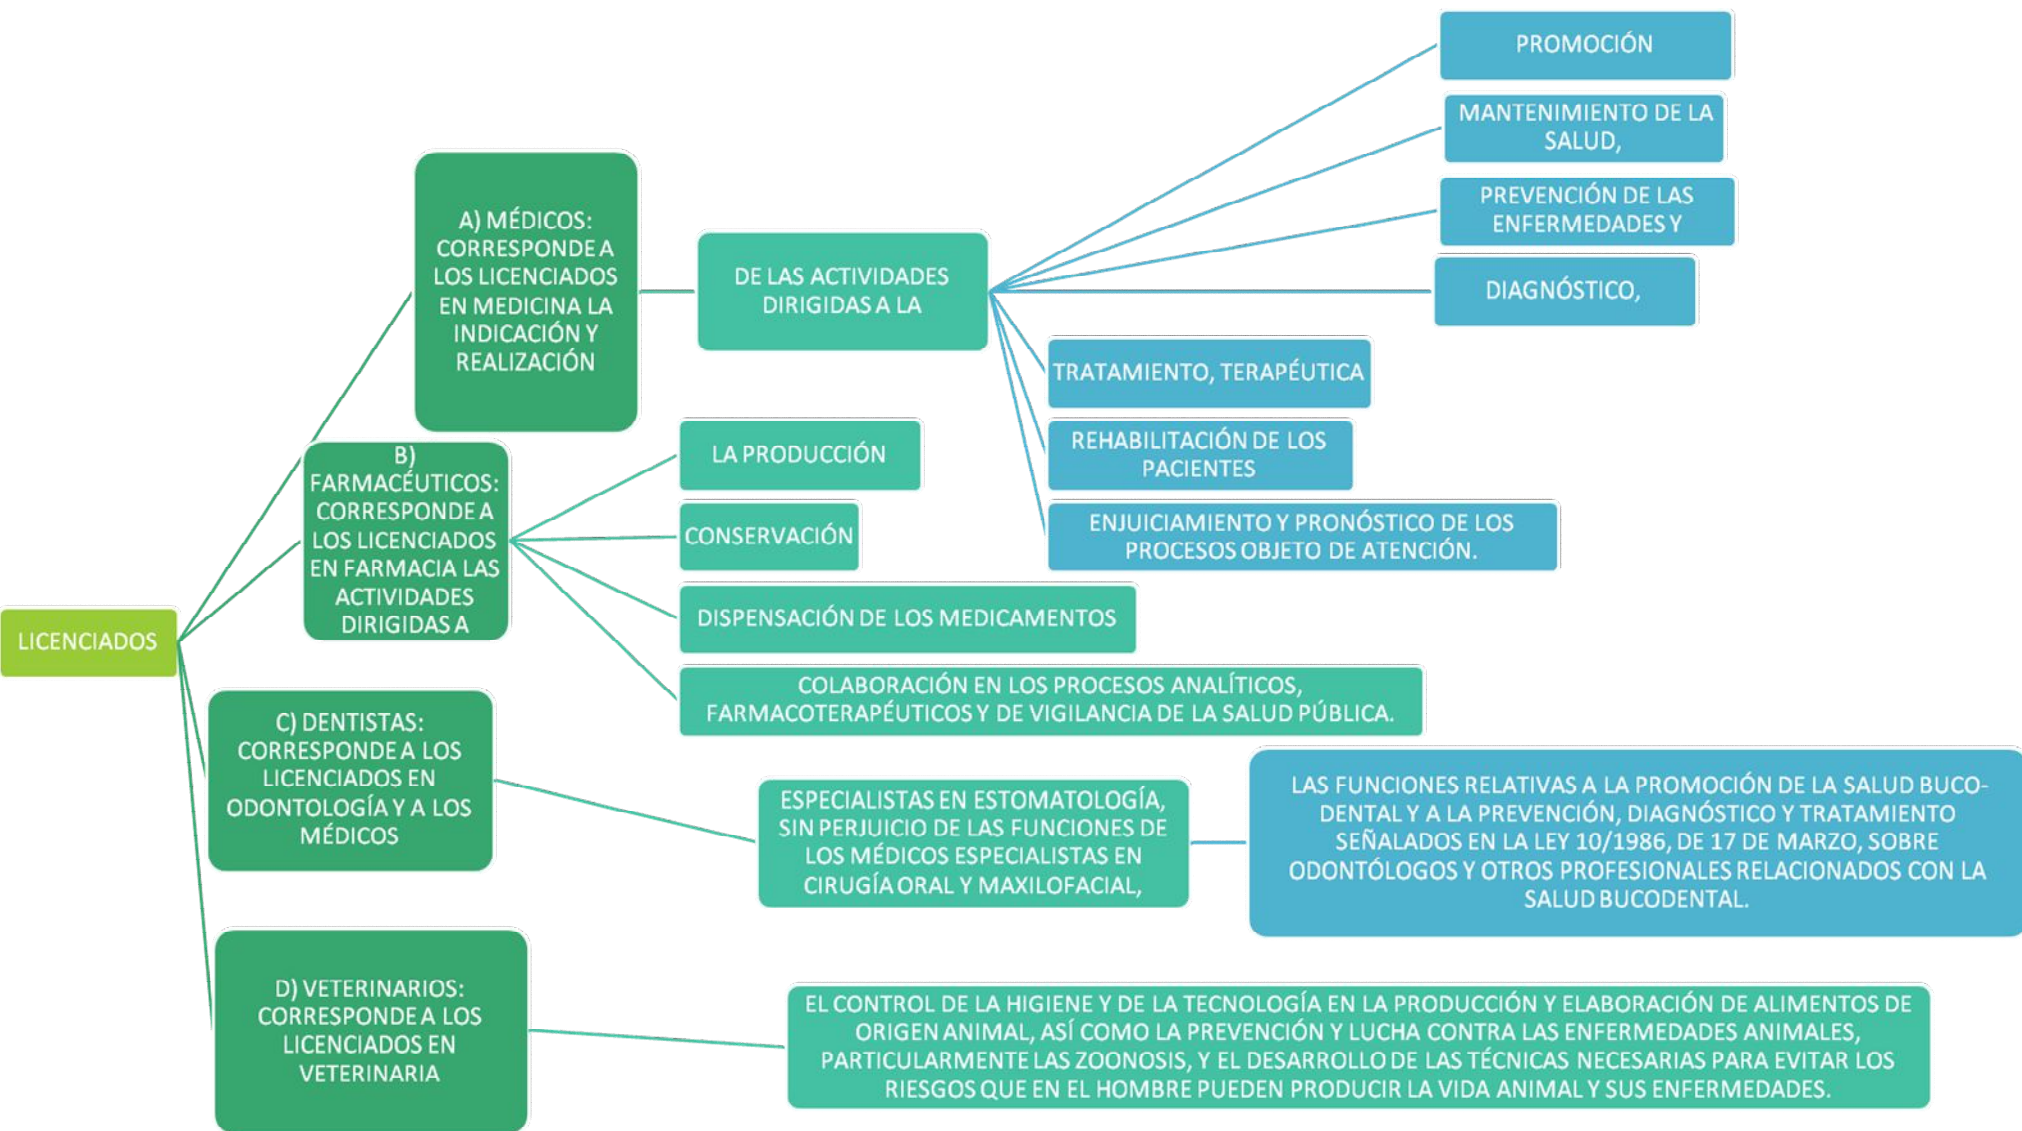 LICENCIADOS
A) MÉDICOS:
CORRESPONDE A
LOS LICENCIADOS
EN MEDICINA LA
INDICACIÓN Y
REALIZACIÓN
DE LAS ACTIVIDADES
DIRIGIDAS A LA
PROMOCIÓN
MANTENIMIENTO DE LA
SALUD,
PREVENCIÓN DE LAS
ENFERMEDADES Y
DIAGNÓSTICO,
TRATAMIENTO, TERAPÉUTICA
REHABILITACIÓN DE LOS
PACIENTES
ENJUICIAMIENTO Y PRONÓSTICO DE LOS
PROCESOS OBJETO DE ATENCIÓN.
B)
FARMACÉUTICOS:
CORRESPONDE A
LOS LICENCIADOS
EN FARMACIA LAS
ACTIVIDADES
DIRIGIDAS A
LA PRODUCCIÓN
CONSERVACIÓN
DISPENSACIÓN DE LOS MEDICAMENTOS
COLABORACIÓN EN LOS PROCESOS ANALÍTICOS,
FARMACOTERAPÉUTICOS Y DE VIGILANCIA DE LA SALUD PÚBLICA.
C) DENTISTAS:
CORRESPONDE A LOS
LICENCIADOS EN
ODONTOLOGÍA Y A LOS
MÉDICOS
ESPECIALISTAS EN ESTOMATOLOGÍA,
SIN PERJUICIO DE LAS FUNCIONES DE
LOS MÉDICOS ESPECIALISTAS EN
CIRUGÍA ORAL Y MAXILOFACIAL,
LAS FUNCIONES RELATIVAS A LA PROMOCIÓN DE LA SALUD BUCO-
DENTAL Y A LA PREVENCIÓN, DIAGNÓSTICO Y TRATAMIENTO
SEÑALADOS EN LA LEY 10/1986, DE 17 DE MARZO, SOBRE
ODONTÓLOGOS Y OTROS PROFESIONALES RELACIONADOS CON LA
SALUD BUCODENTAL.
D) VETERINARIOS:
CORRESPONDE A LOS
LICENCIADOS EN
VETERINARIA
EL CONTROL DE LA HIGIENE Y DE LA TECNOLOGÍA EN LA PRODUCCIÓN Y ELABORACIÓN DE ALIMENTOS DE
ORIGEN ANIMAL, ASÍ COMO LA PREVENCIÓN Y LUCHA CONTRA LAS ENFERMEDADES ANIMALES,
PARTICULARMENTE LAS ZOONOSIS, Y EL DESARROLLO DE LAS TÉCNICAS NECESARIAS PARA EVITAR LOS
RIESGOS QUE EN EL HOMBRE PUEDEN PRODUCIR LA VIDA ANIMAL Y SUS ENFERMEDADES.